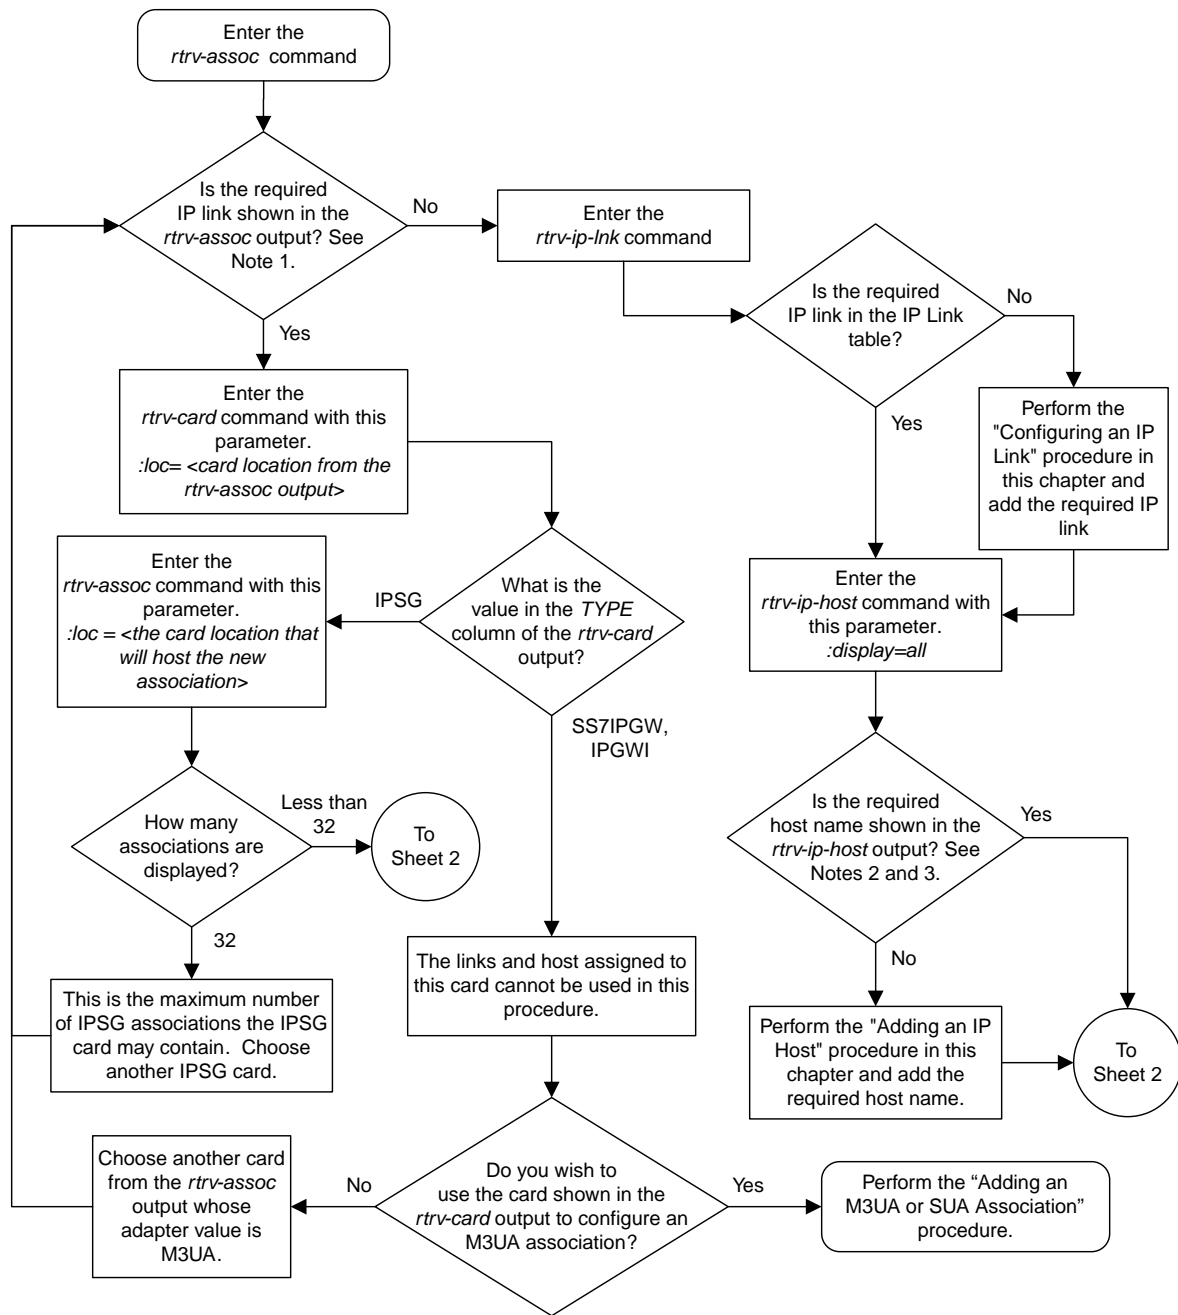 Enter the
rtrv-assoc command
Is the required
IP link shown in the
rtrv-assoc output? See
Note 1.
No
Yes
Enter the
rtrv-ip-lnk command
Is the required
IP link in the IP Link
table?
No
Yes
Perform the
"Configuring an IP
Link" procedure in
this chapter and
add the required IP
link
Enter the
rtrv-card command with this
parameter.
:loc= <card location from the
rtrv-assoc output>
What is the
value in the TYPE
column of the rtrv-card
output?
IPSG
SS7IPGW,
IPGWI
Enter the
rtrv-assoc command with this
parameter.
:loc = <the card location that
will host the new
association>
Enter the
rtrv-ip-host command with
this parameter.
:display=all
How many
associations are
displayed?
Less than
32
To
Sheet 2
32
This is the maximum number
of IPSG associations the IPSG
card may contain. Choose
another IPSG card.
The links and host assigned to
this card cannot be used in this
procedure.
Is the required
host name shown in the
rtrv-ip-host output? See
Notes 2 and 3.
Yes
No
Perform the "Adding an IP
Host" procedure in this
chapter and add the
required host name.
To
Sheet 2
Do you wish to
use the card shown in the
rtrv-card output to configure an
M3UA association?
No
Yes
Choose another card
from the rtrv-assoc
output whose
adapter value is
M3UA.
Perform the “Adding an
M3UA or SUA Association”
procedure.